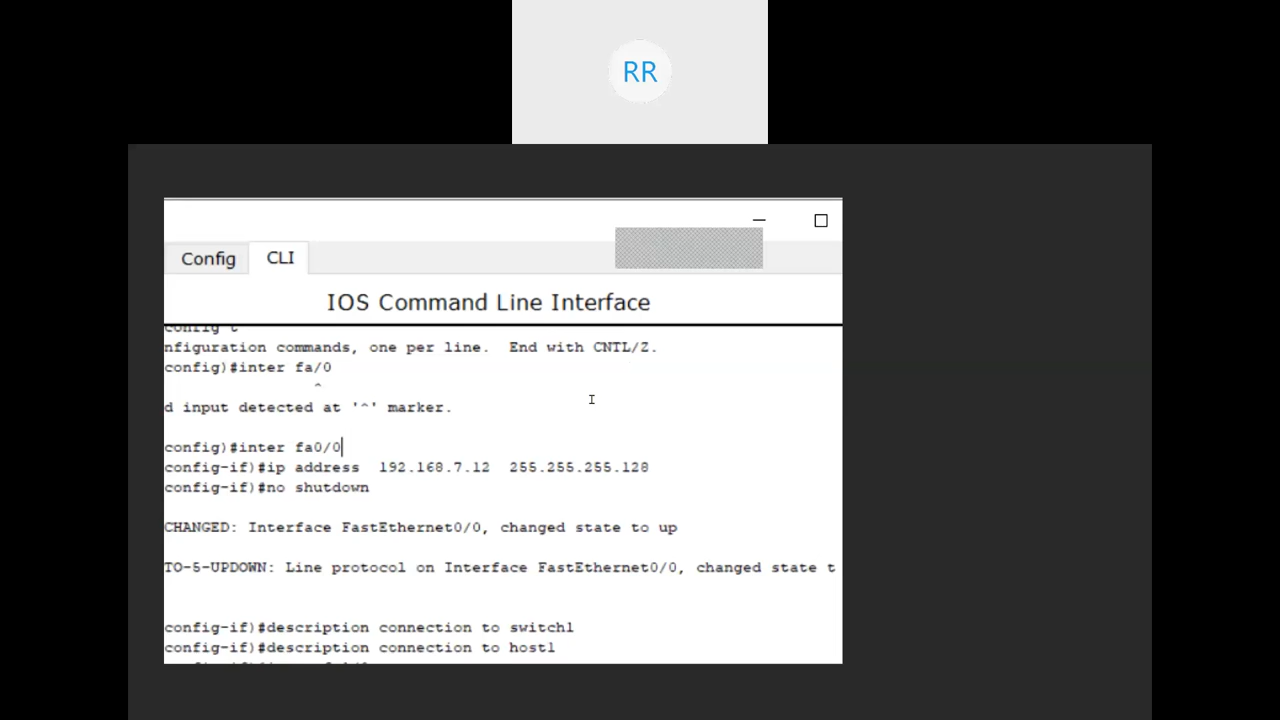 RR
Config CLI
IOS Command Line Interface
config t
nfiguration commands, one per line. End with CNTL/Z.
config)#inter fa/0
^
d input detected at '^' marker.
config)#inter fa0/0
config-if)#ip address 192.168.7.12 255.255.255.128
config-if)#no shutdown
CHANGED: Interface FastEthernet0/0, changed state to up
TO-5-UPDOWN: Line protocol on Interface FastEthernet0/0, changed state t
config-if)#description connection to switch1
config-if)#description connection to host1